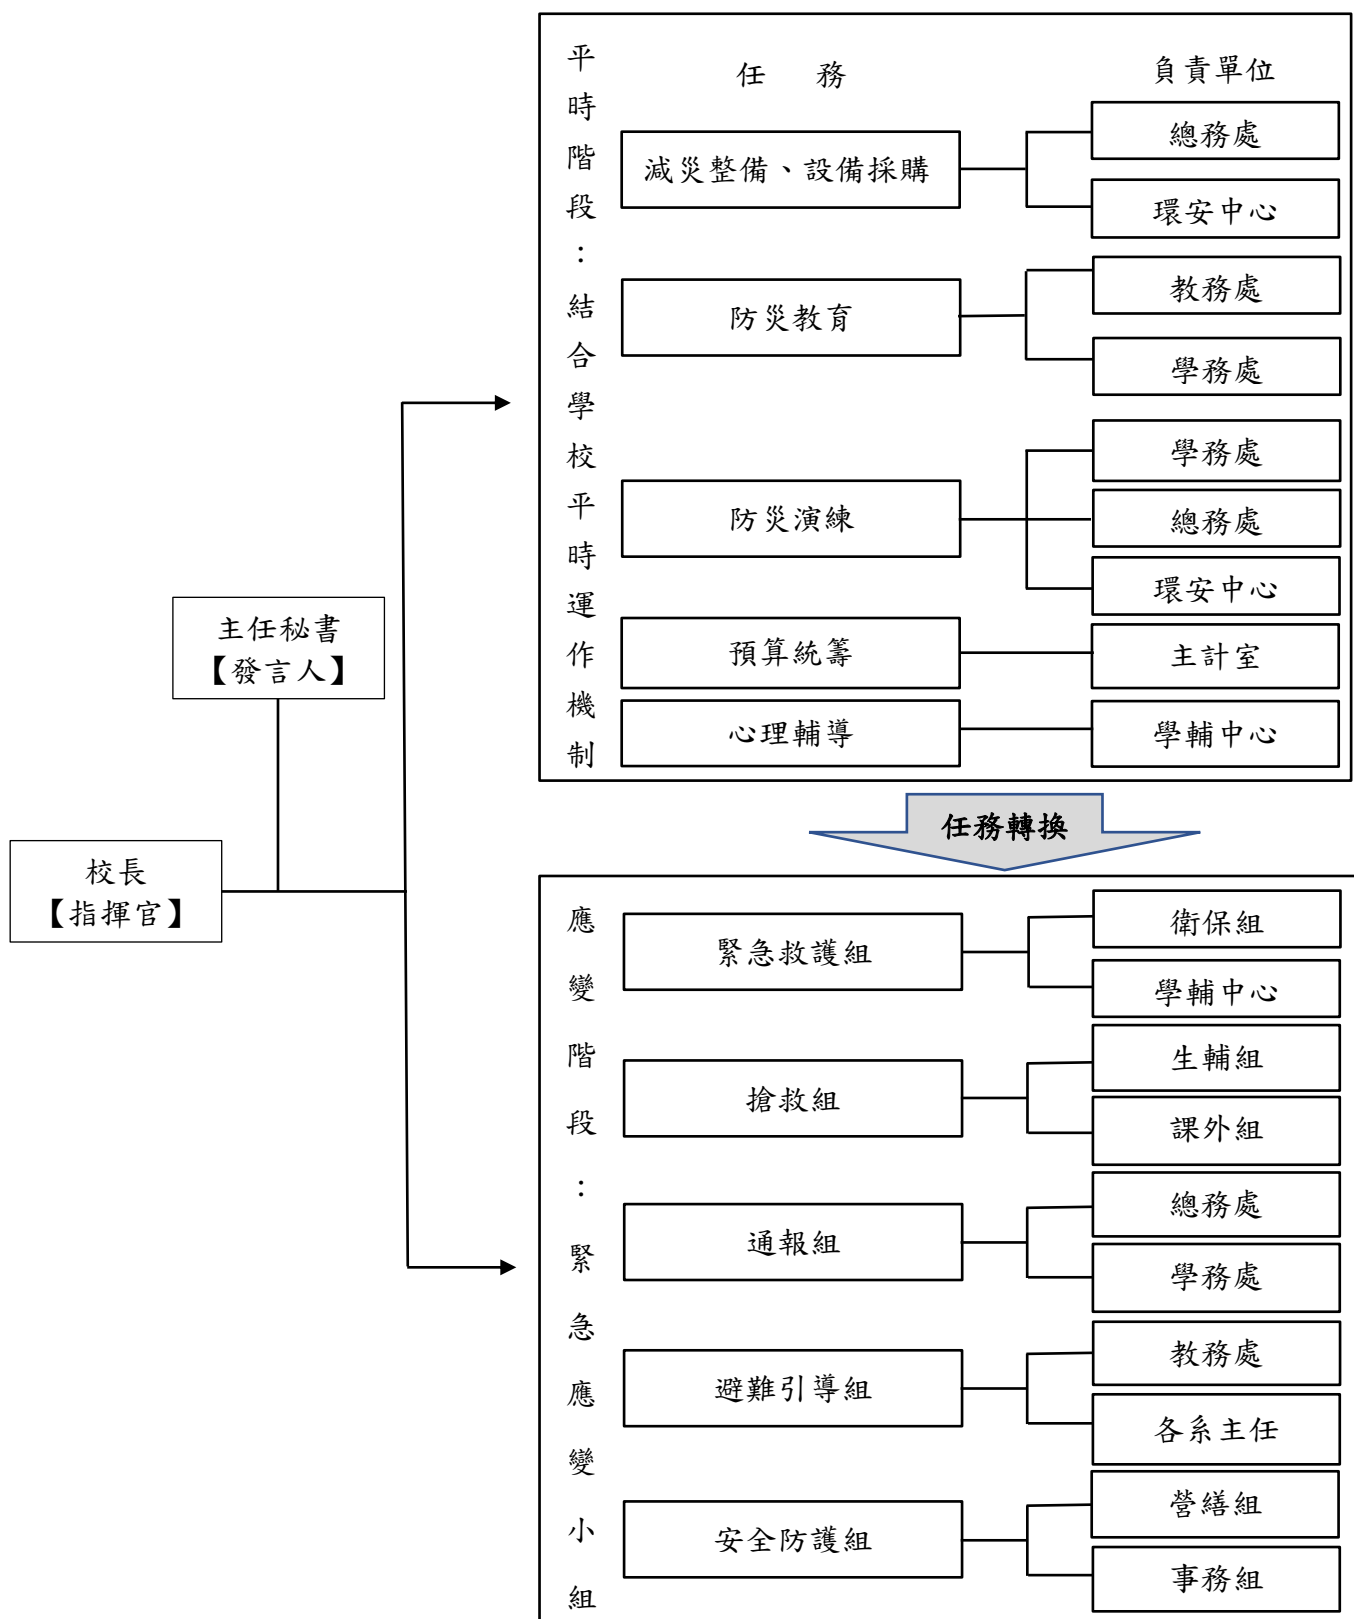 校長
【指揮官】
主任秘書
【發言人】
平時階段：結合學校平時運作機制
任務
負責單位
減災整備、設備採購
總務處
環安中心
防災教育
教務處
學務處
防災演練
學務處
總務處
環安中心
預算統籌
主計室
心理輔導
學輔中心
任務轉換
應變階段：緊急應變小組
緊急救護組
衛保組
學輔中心
搶救組
生輔組
課外組
通報組
總務處
學務處
避難引導組
教務處
各系主任
安全防護組
營繕組
事務組